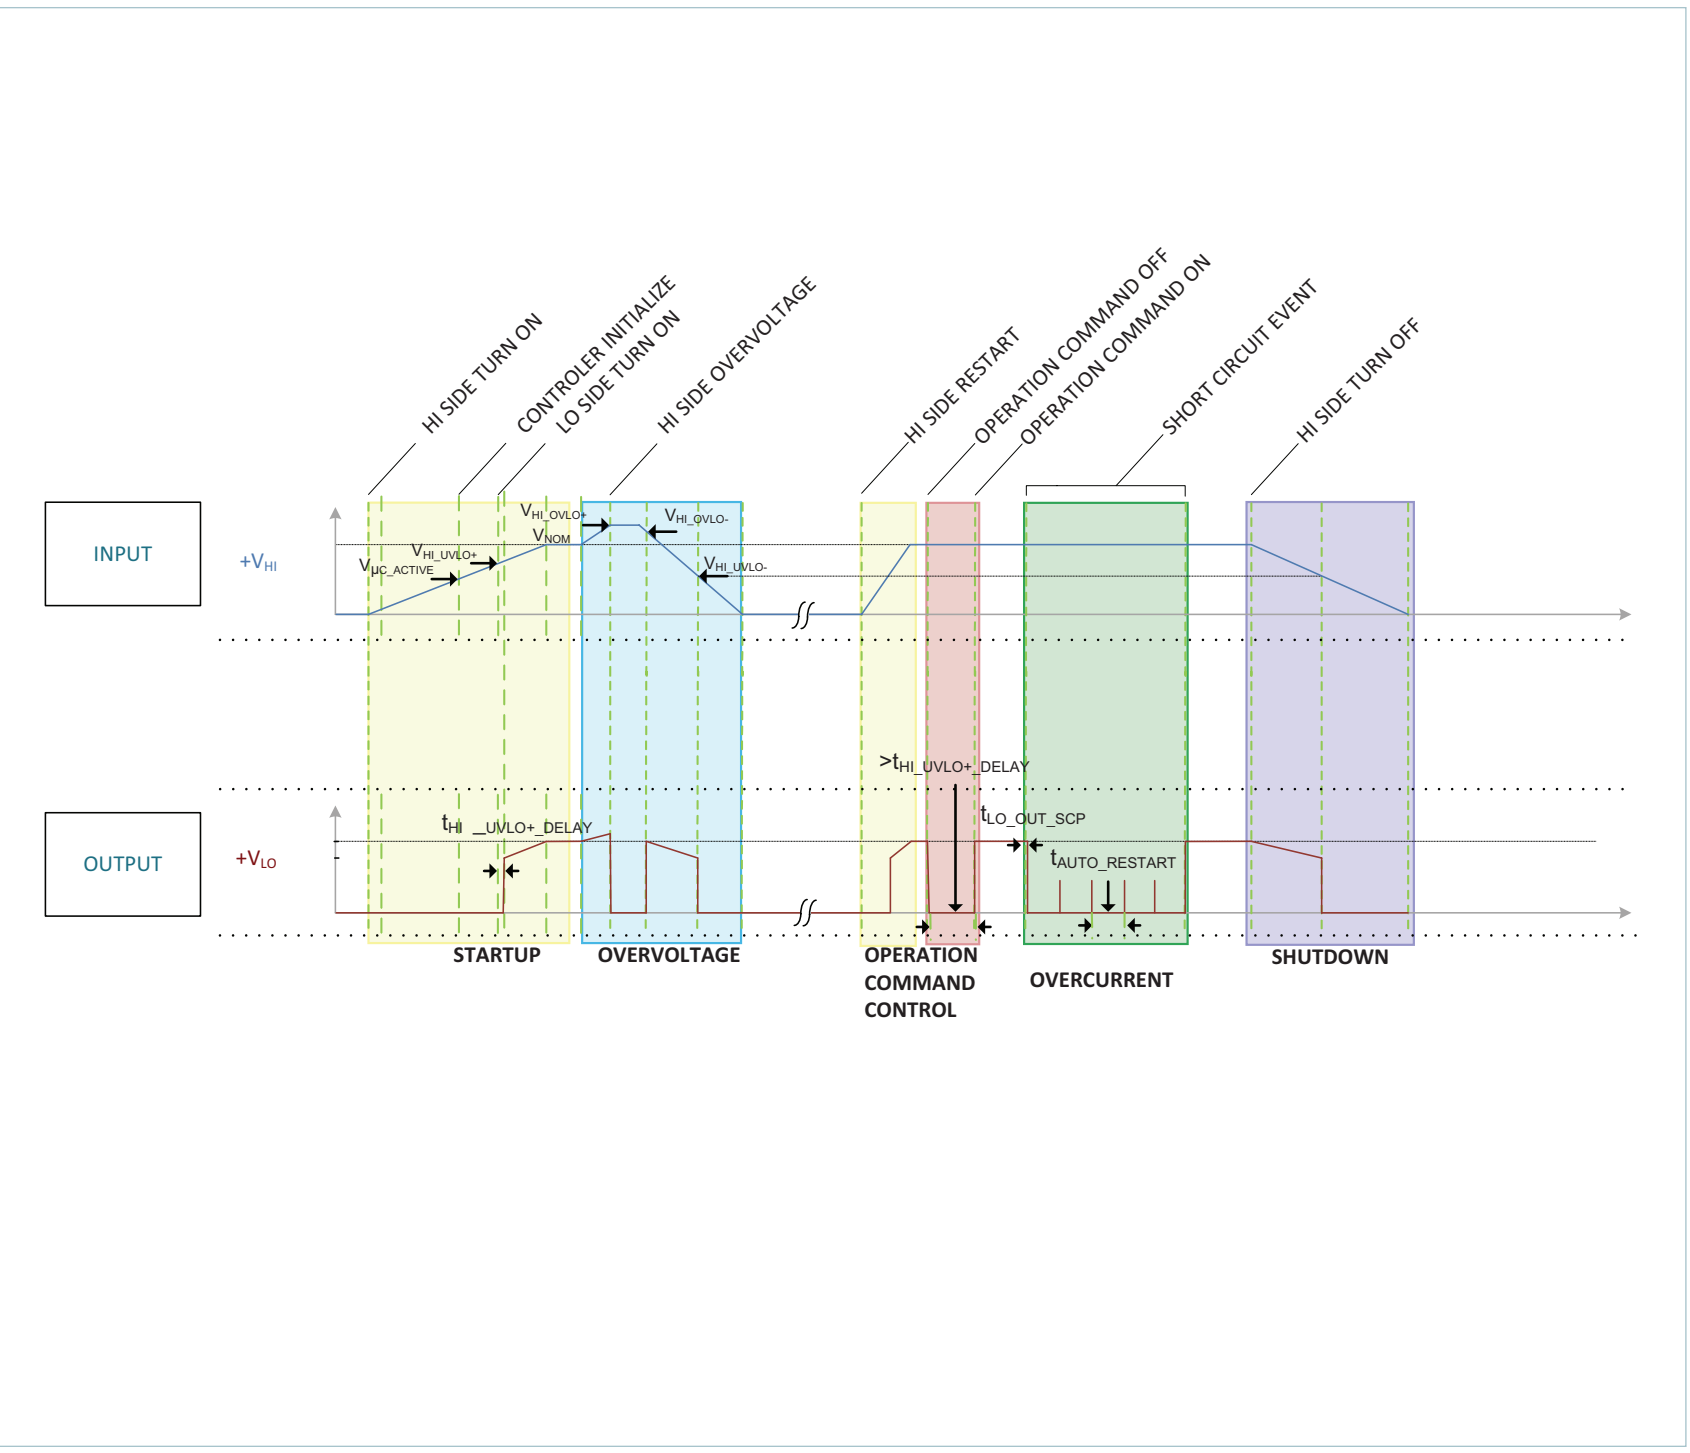 HI SIDE TURN ON
CONTROLER INITIALIZE
LO SIDE TURN ON
HI SIDE OVERVOLTAGE
HI SIDE RESTART
OPERATION COMMAND OFF
OPERATION COMMAND ON
SHORT CIRCUIT EVENT
HI SIDE TURN OFF
INPUT
+VHI
VµC_ACTIVE
VHI_UVLO+
VHI_OVLO+
VNOM
VHI_OVLO-
VHI_UVLO-
OUTPUT
+VLO
tHI _UVLO+_DELAY
>tHI_UVLO+_DELAY
tLO_OUT_SCP
tAUTO_RESTART
STARTUP
OVERVOLTAGE
OPERATION
COMMAND
CONTROL
OVERCURRENT
SHUTDOWN